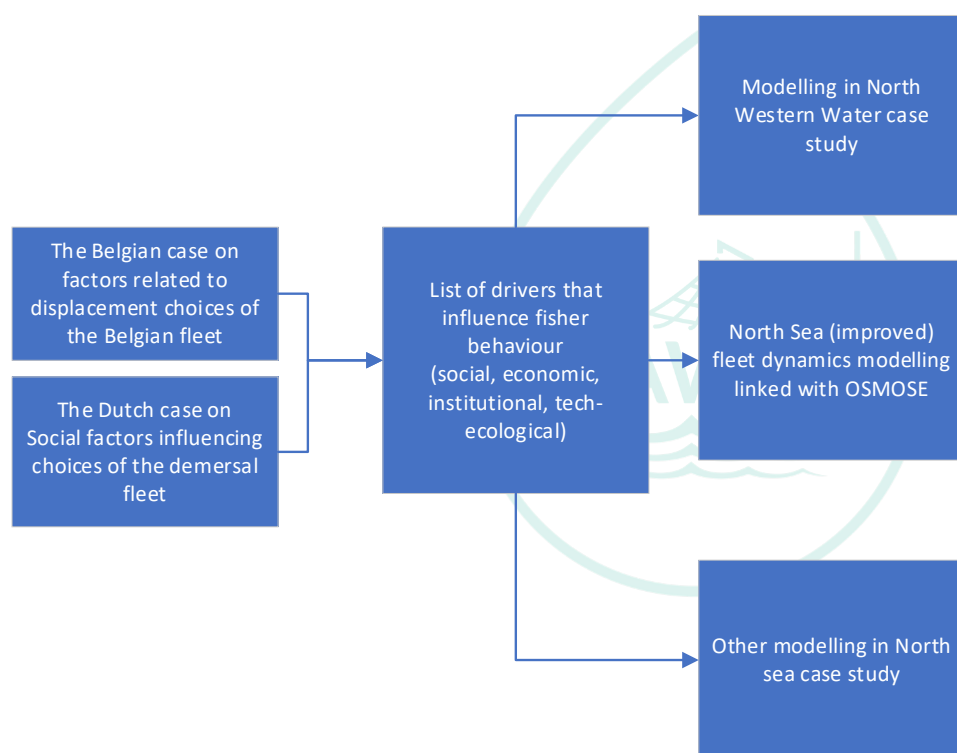 Modelling in North
Western Water case
study
The Belgian case on
factors related to
displacement choices of
the Belgian fleet
The Dutch case on
Social factors influencing
choices of the demersal
fleet
List of drivers that
influence fisher
behaviour
(social, economic,
institutional, tech-
ecological)
North Sea (improved)
fleet dynamics modelling
linked with OSMOSE
Other modelling in North
sea case study